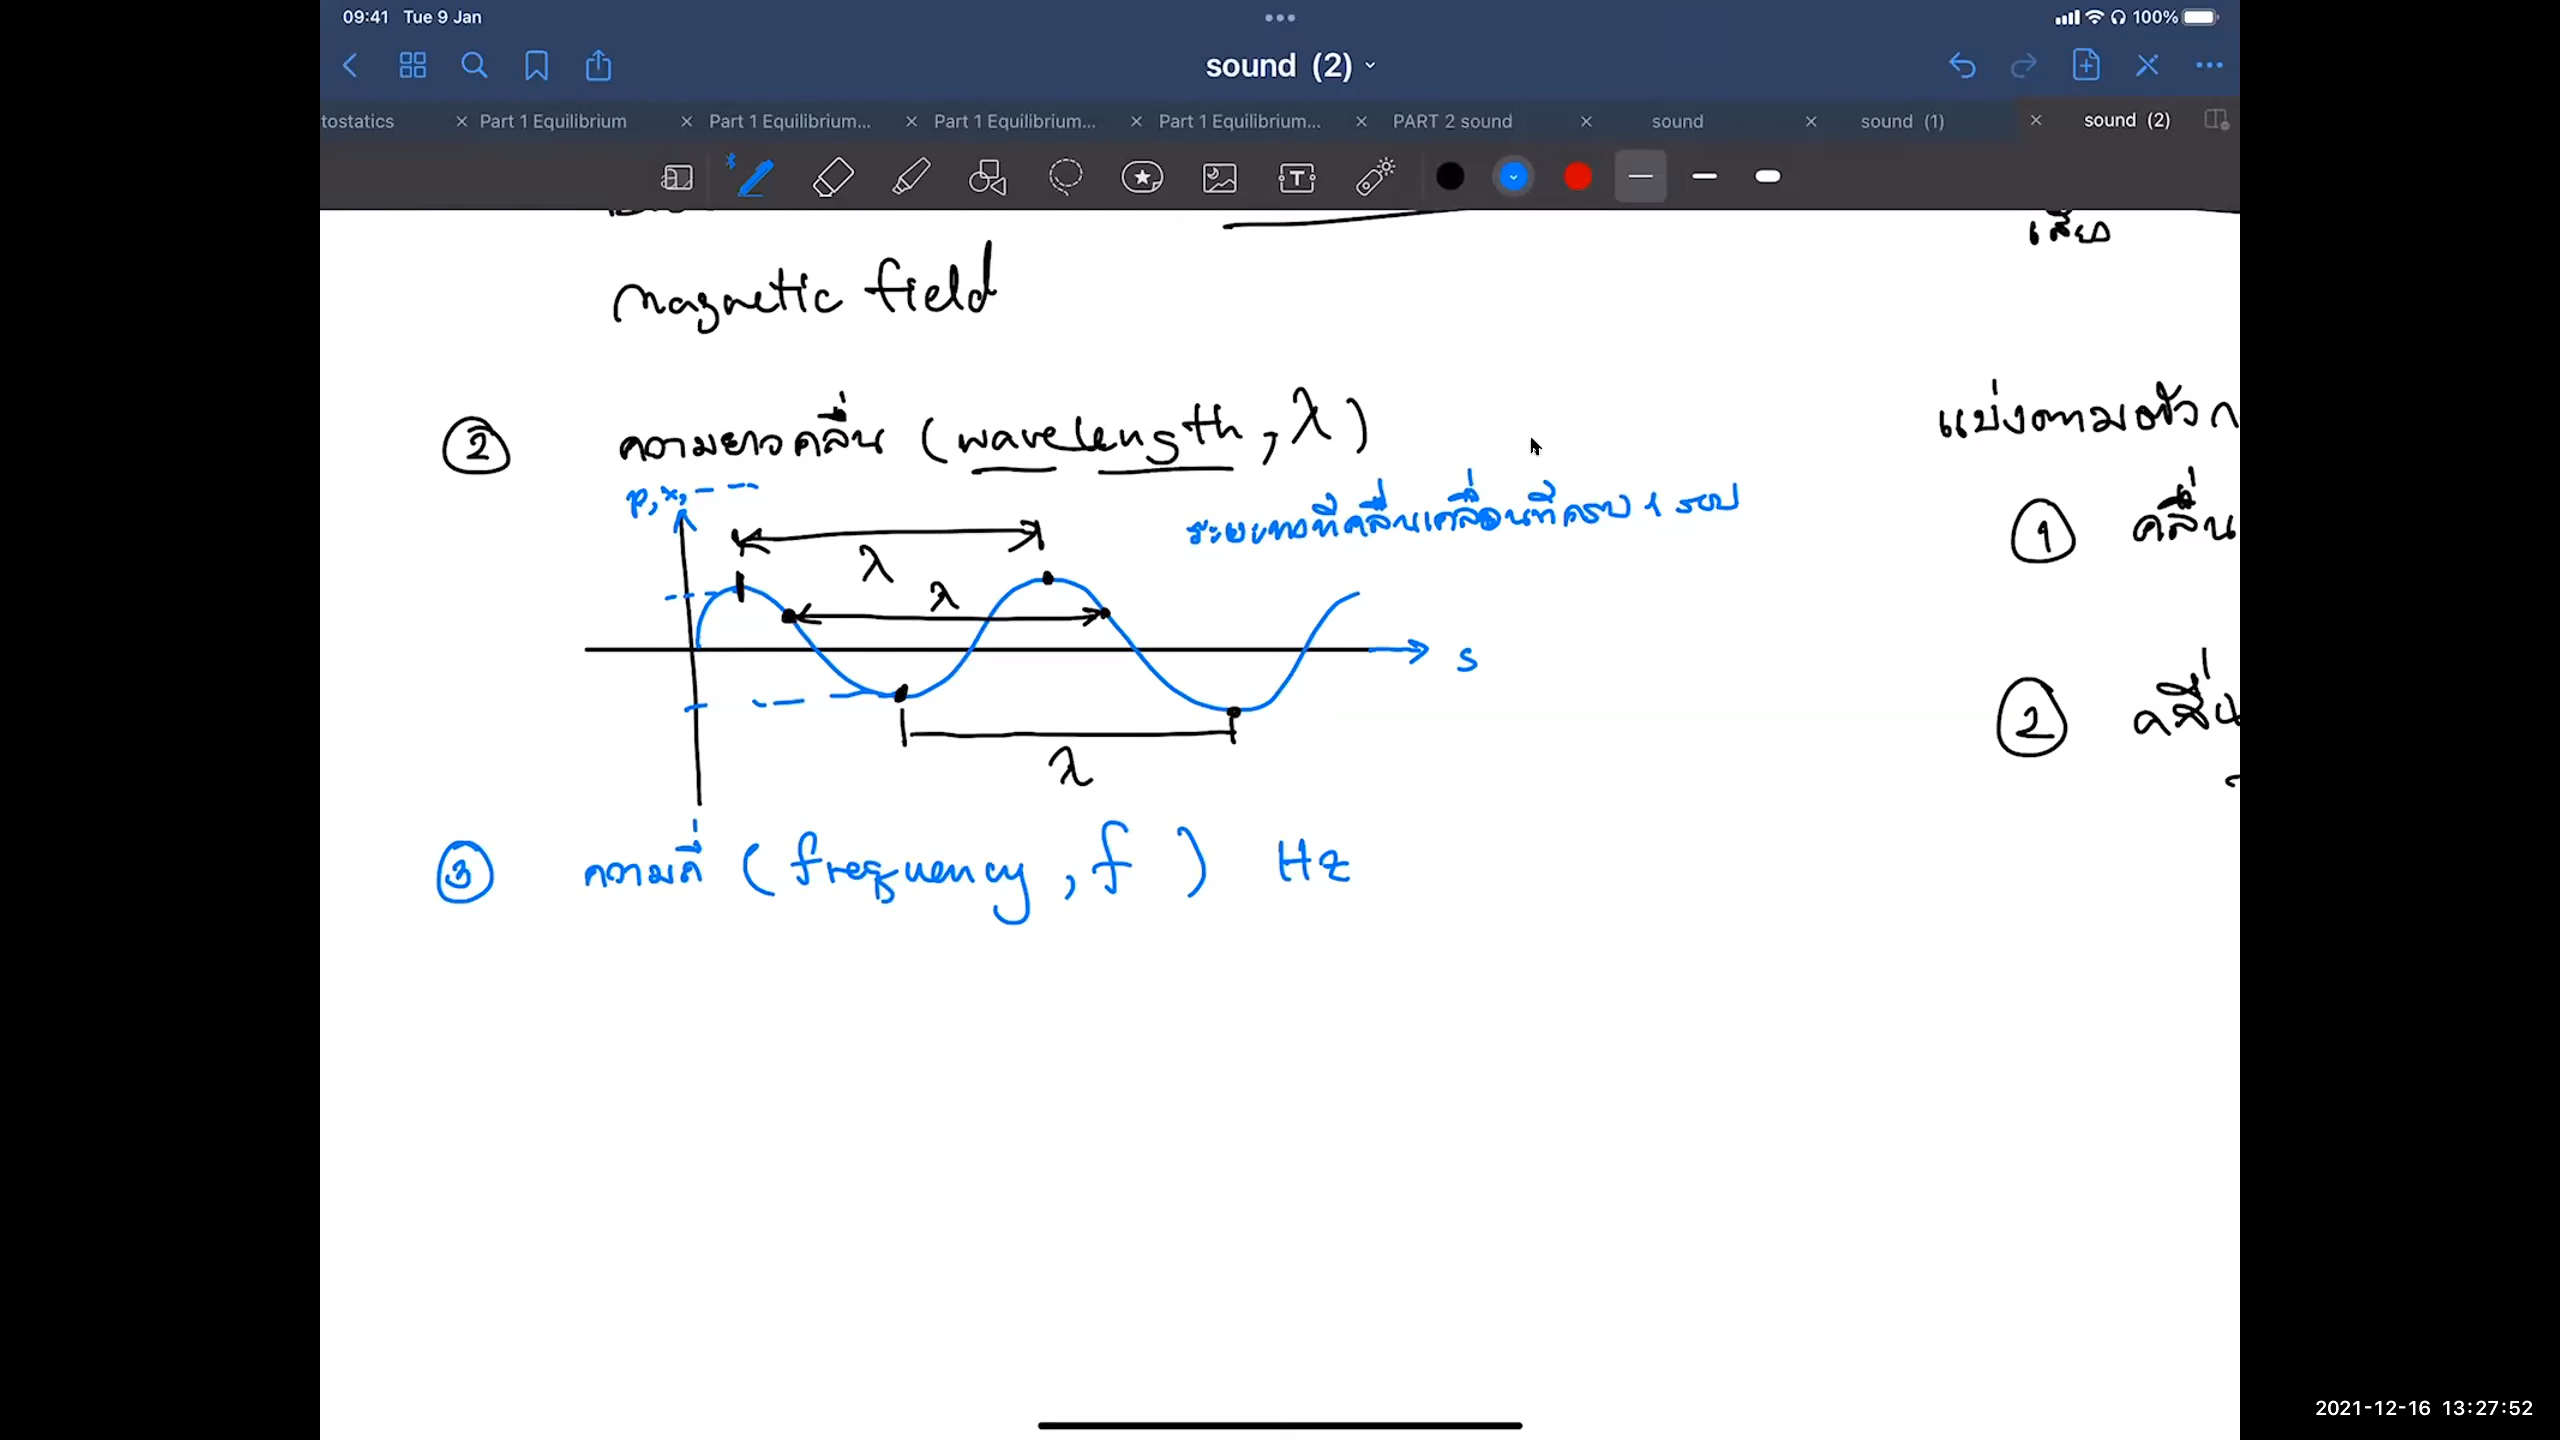 09:41 Tue 9 Jan
100%
sound (2)
tostatics
Part 1 Equilibrium
Part 1 Equilibrium...
Part 1 Equilibrium...
Part 1 Equilibrium...
PART 2 sound
sound
sound (1)
sound (2)
เสียง
magnetic field
② ความยาวคลื่น (wavelength, λ)
p, x,
ระยะทางที่คลื่นเคลื่อนที่ครบ 1 รอบ
λ
λ
s
λ
③ ความถี่ (frequency, f) Hz
แบ่งตามตัวก
① คลื่น
② คลื่น
2021-12-16 13:27:52